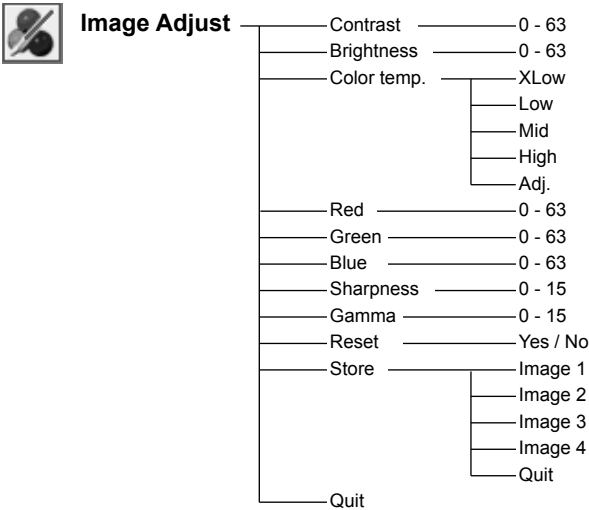 Image Adjust Contrast 0 - 63
Brightness 0 - 63
Color temp. XLow
Low
Mid
High
Adj.
Red 0 - 63
Green 0 - 63
Blue 0 - 63
Sharpness 0 - 15
Gamma 0 - 15
Reset Yes / No
Store Image 1
Image 2
Image 3
Image 4
Quit
Quit